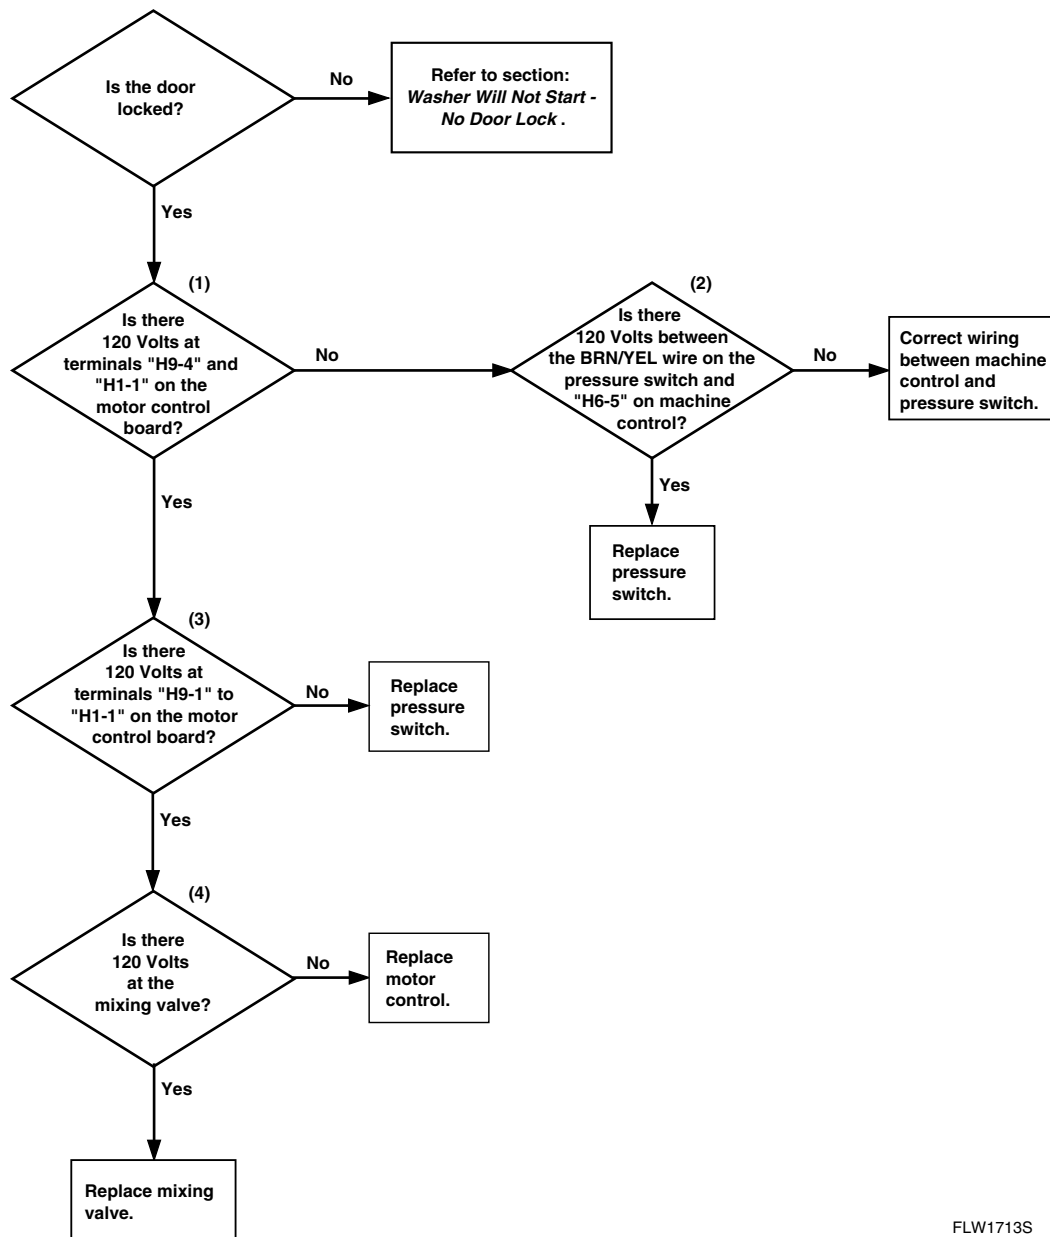 Is the door
locked?
No
Refer to section:
Washer Will Not Start -
No Door Lock .
Yes
(1)
Is there
120 Volts at
terminals "H9-4" and
"H1-1" on the
motor control
board?
No
(2)
Is there
120 Volts between
the BRN/YEL wire on the
pressure switch and
"H6-5" on machine
control?
No
Correct wiring
between machine
control and
pressure switch.
Yes
Replace
pressure
switch.
Yes
(3)
Is there
120 Volts at
terminals "H9-1" to
"H1-1" on the motor
control board?
No
Replace
pressure
switch.
Yes
(4)
Is there
120 Volts
at the
mixing valve?
No
Replace
motor
control.
Yes
Replace mixing
valve.
FLW1713S